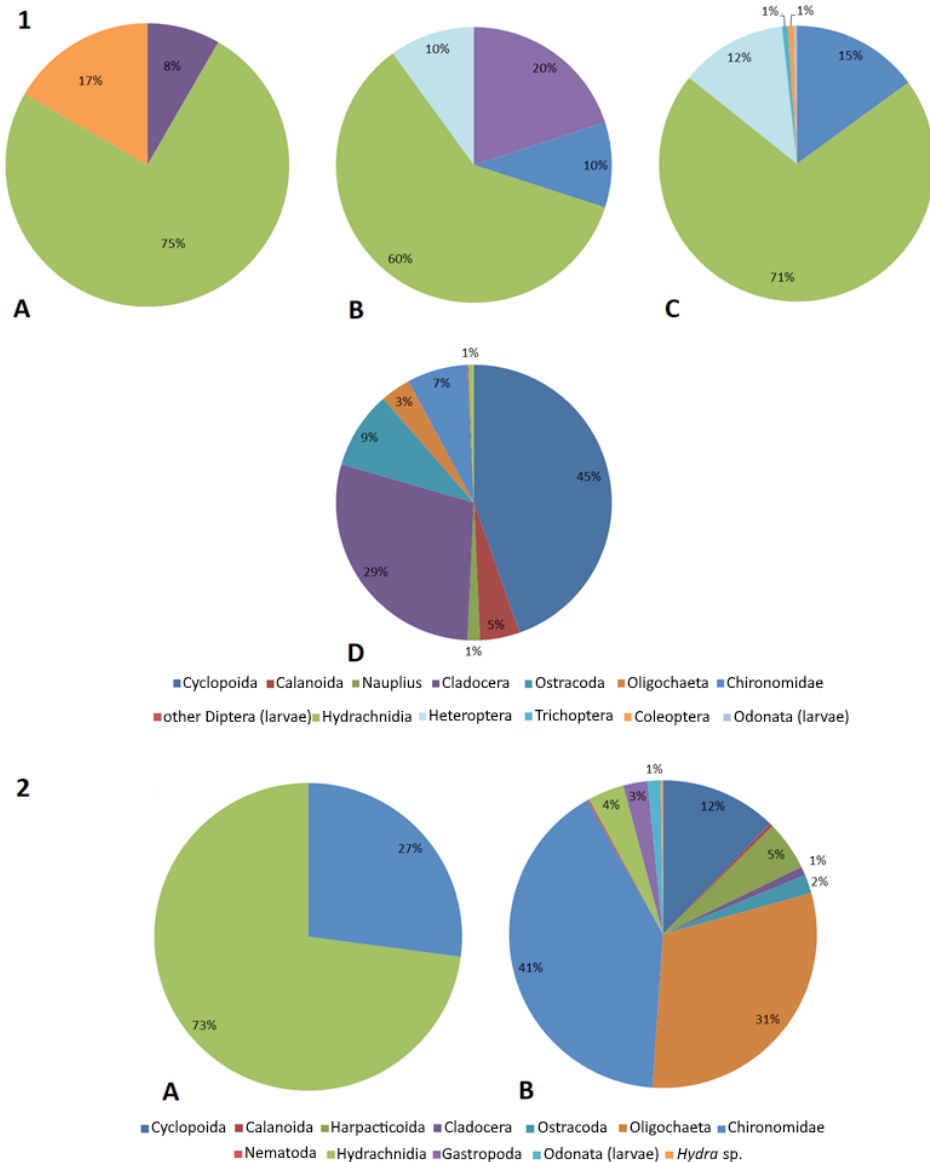 1
1% 1%
17% 8% 10% 20% 12% 15%
10%
75% 60% 71%
A B C
1%
7%
3%
9%
45%
29%
5%
D
1%
Cyclopoida Calanoida Nauplius Cladocera Ostracoda Oligochaeta Chironomidae
other Diptera (larvae) Hydrachnidia Heteroptera Trichoptera Coleoptera Odonata (larvae)
2
1%
4% 3% 12%
27% 5% 1%
2%
41%
73% 31%
A B
Cyclopoida Calanoida Harpacticoida Cladocera Ostracoda Oligochaeta Chironomidae
Nematoda Hydrachnidia Gastropoda Odonata (larvae) Hydra sp.